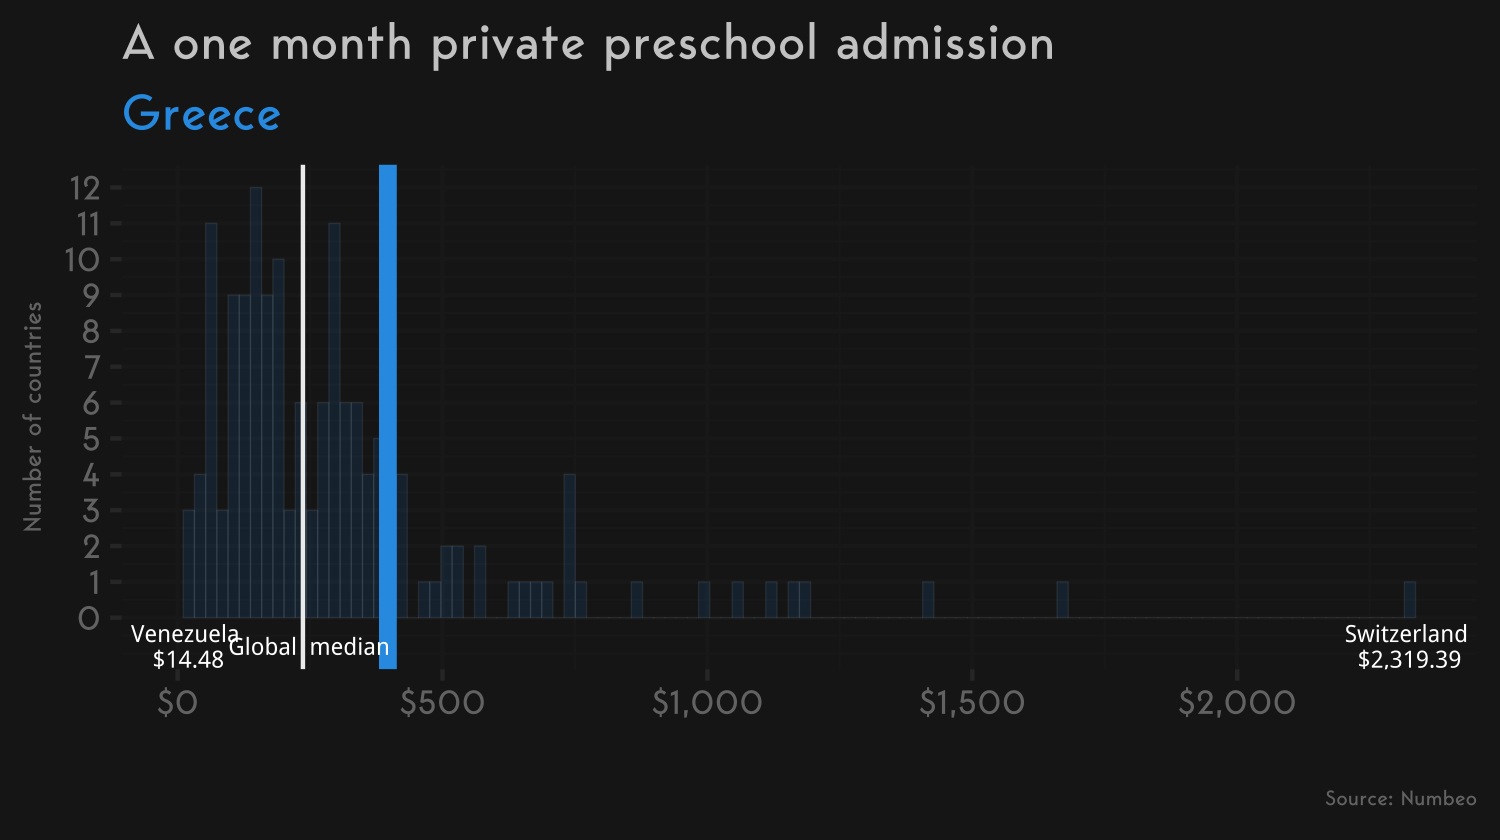 A one month private preschool admission
Greece
Number of countries
12
11
10
9
8
7
6
5
4
3
2
1
0
Venezuela
$14.48
Global median
Switzerland
$2,319.39
$0 $500 $1,000 $1,500 $2,000
Source: Numbeo